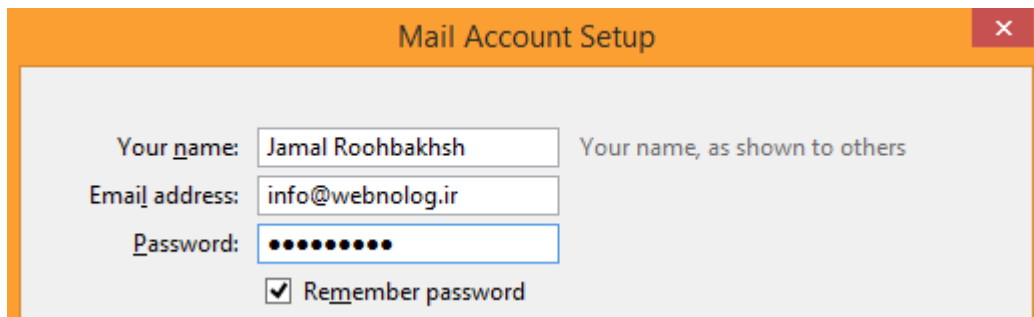 Mail Account Setup
Your name: Jamal Roohbakhsh Your name, as shown to others
Email address: info@webnolog.ir
Password: ●●●●●●●●●
Remember password